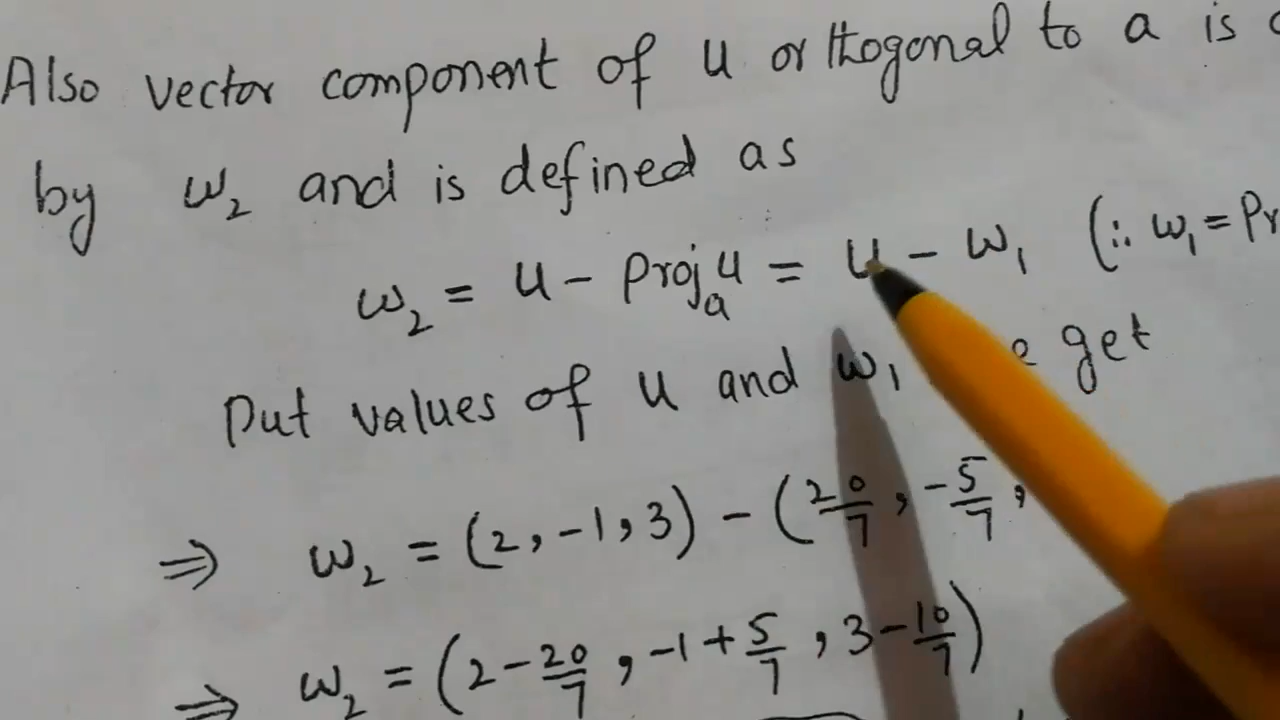 Also vector component of u orthogonal to a is
by w₂ and is defined as
w₂ = u - Projₐu = u - w₁ (∵ w₁ = Pr
Put values of u and w₁ get
⇒ w₂ = (2, -1, 3) - (20/7, -5/7,
⇒ w₂ = (2 - 20/7, -1 + 5/7, 3 - 10/7)